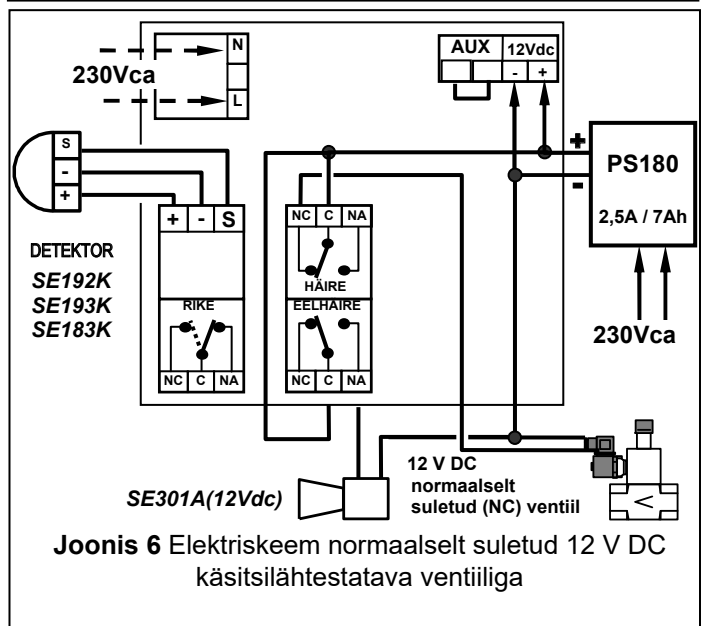 N
230Vca
L
AUX 12Vdc
- +
+
-
PS180
2,5A / 7Ah
230Vca
S
-
+
DETEKTOR
SE192K
SE193K
SE183K
+ - S
RIKE
NC C NA
NC C NA
HÄIRE
EELHAIRE
NC C NA
SE301A(12Vdc)
12 V DC
normaalselt
suletud (NC) ventiil
Joonis 6 Elektriskeem normaalselt suletud 12 V DC
käsitsilähtestatava ventiiliga